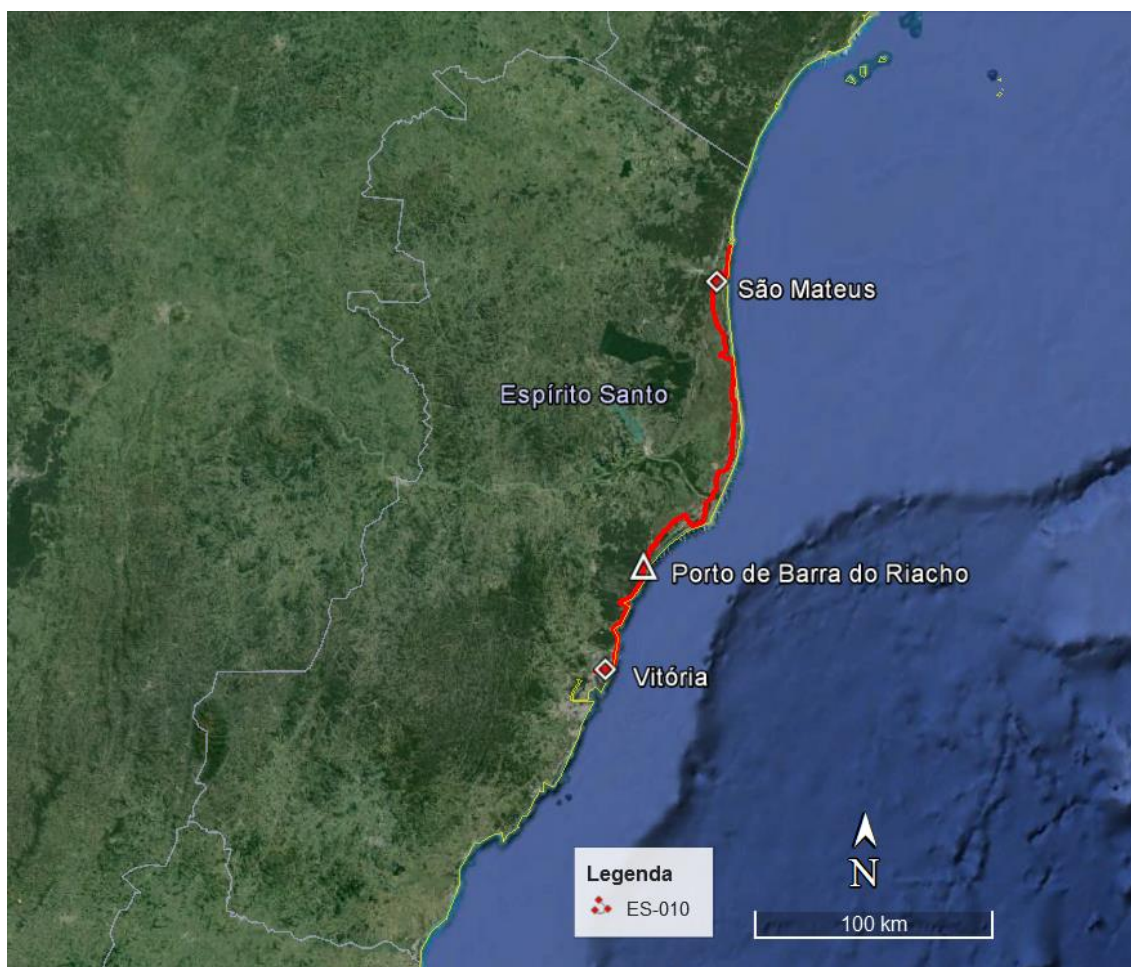 São Mateus
Espírito Santo
Porto de Barra do Riacho
Vitória
Legenda
ES-010
N
100 km